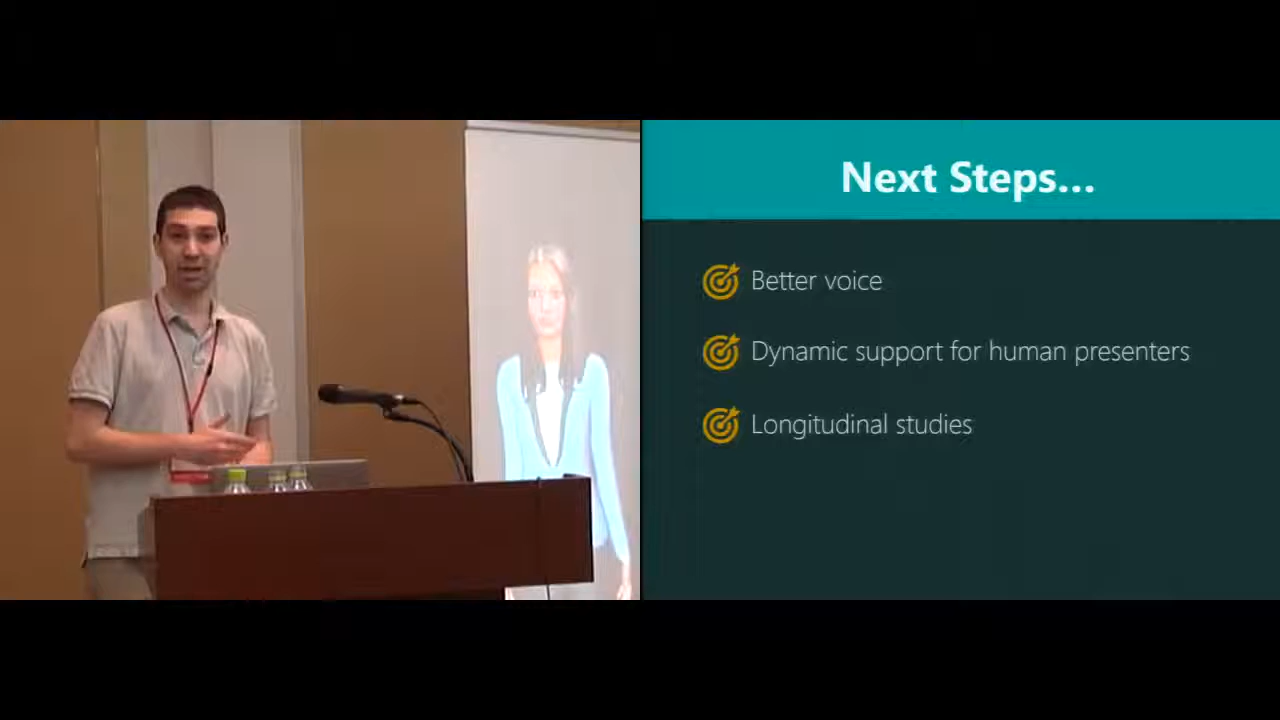 Next Steps...
Better voice
Dynamic support for human presenters
Longitudinal studies